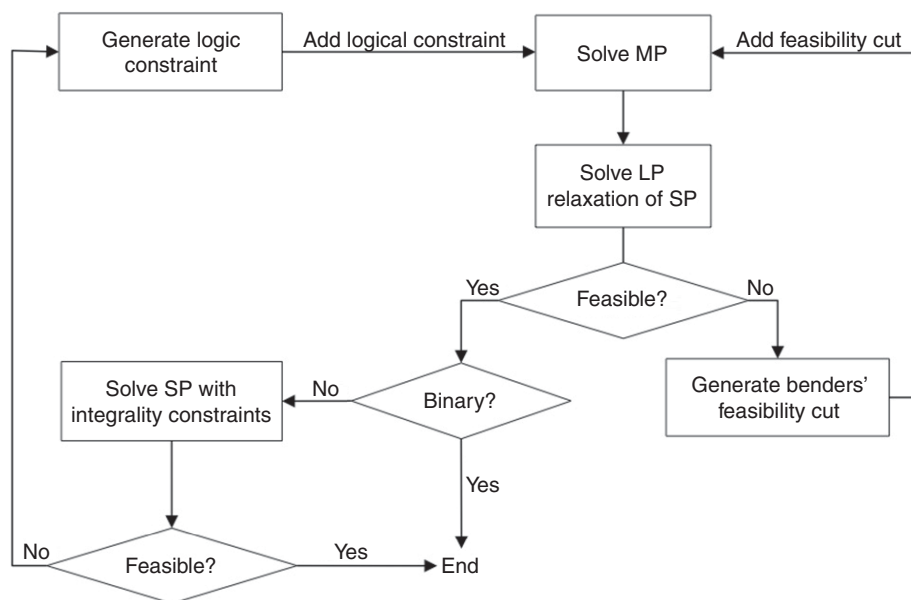 Generate logic
constraint
Add logical constraint
Solve MP
Add feasibility cut
Solve LP
relaxation of SP
Yes
Feasible?
No
Solve SP with
integrality constraints
No
Binary?
Generate benders'
feasibility cut
Yes
No
Feasible?
Yes
End